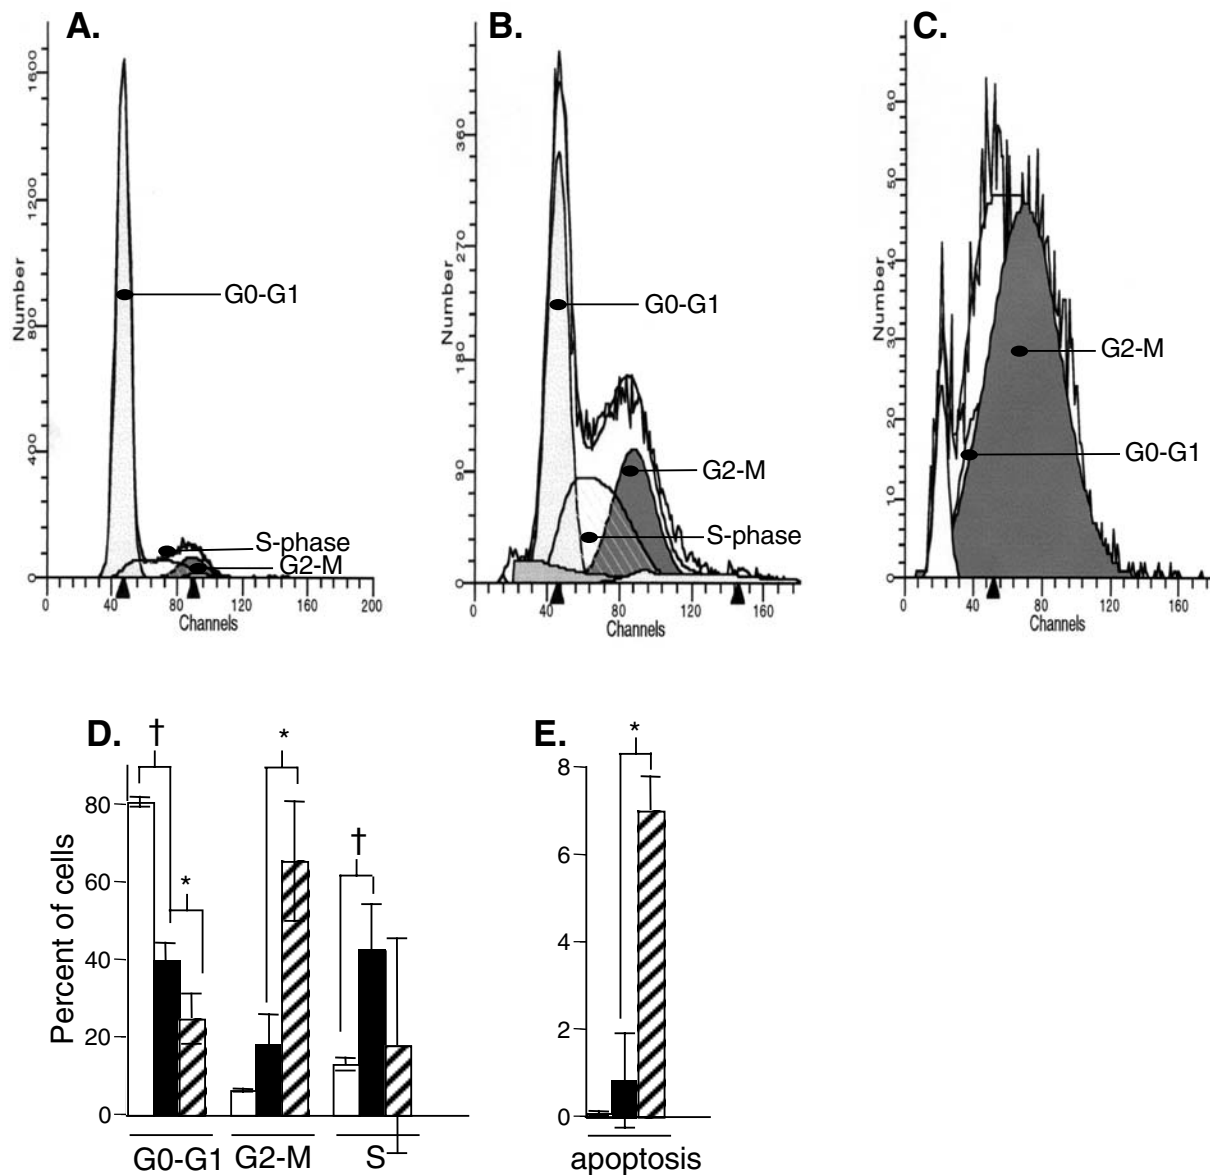 A.
Number
0
400
800
1200
1600
G0-G1
S-phase
G2-M
0 40 80 120 160 200
Channels
B.
Number
0
90
180
270
360
G0-G1
G2-M
S-phase
0 40 80 120 160
Channels
C.
Number
0
10
20
30
40
50
60
G2-M
G0-G1
0 40 80 120 160
Channels
D.
Percent of cells
80
60
40
20
0
†
*
*
†
G0-G1 G2-M S
E.
8
6
4
2
0
*
apoptosis